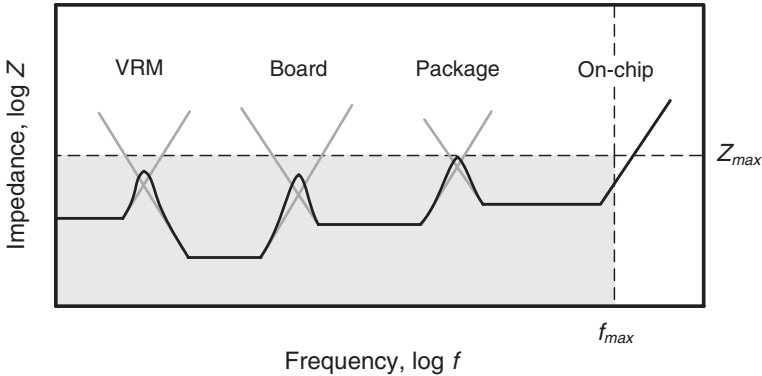 VRM Board Package On-chip
Impedance, log Z
Zmax
fmax
Frequency, log f